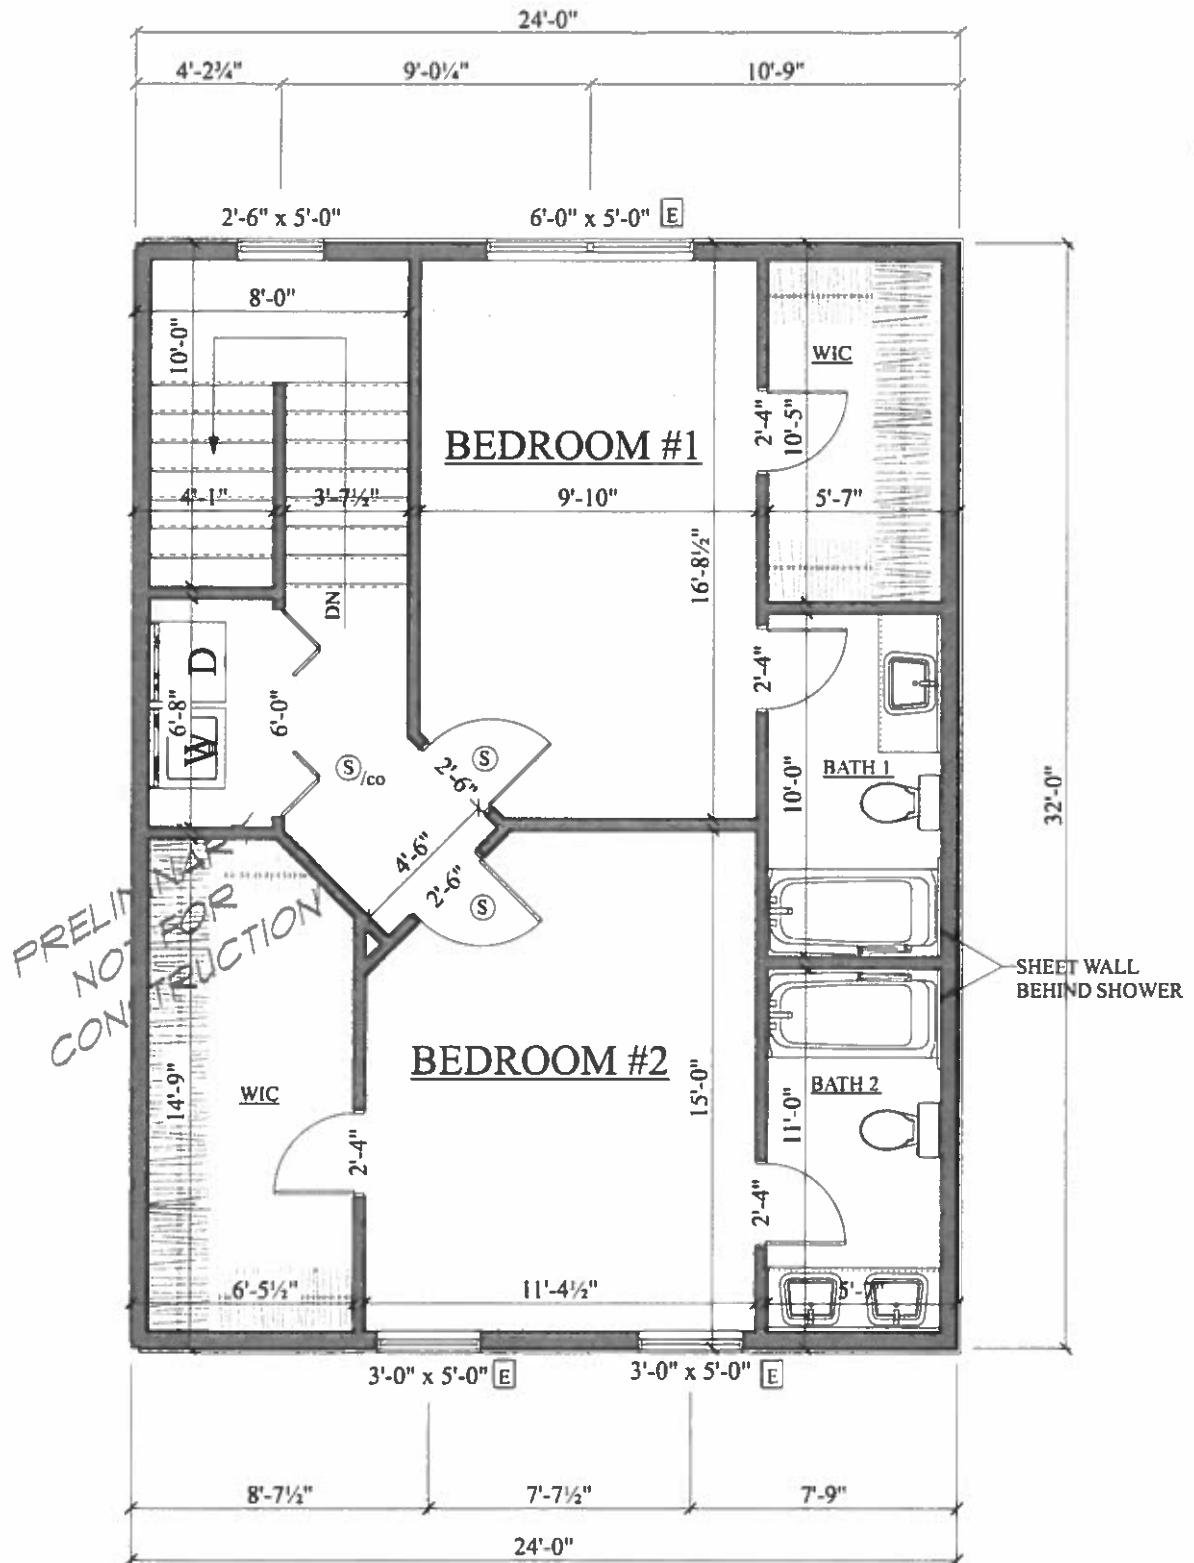 24'-0"
4'-2¾" 9'-0¼" 10'-9"
2'-6" x 5'-0" 6'-0" x 5'-0" E
8'-0"
10'-0"
WIC
2'-4"
10'-5"
BEDROOM #1
4'-1" 3'-7½" 9'-10" 5'-7"
16'-8½"
DN
D
W
6'-8"
6'-0"
2'-4"
S/CO
S
2'-6"
BATH 1
10'-0"
32'-0"
4'-6"
2'-6"
S
PRELIMINARY
NOT FOR
CONSTRUCTION
SHEET WALL
BEHIND SHOWER
BEDROOM #2
14'-9"
WIC
15'-0"
BATH 2
11'-0"
2'-4"
2'-4"
6'-5½" 11'-4½" 5'-7"
3'-0" x 5'-0" E 3'-0" x 5'-0" E
8'-7½" 7'-7½" 7'-9"
24'-0"